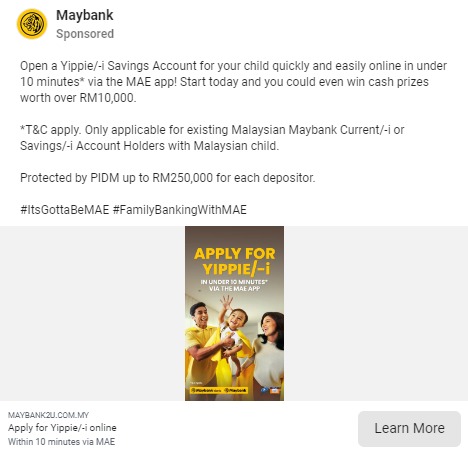 Maybank
Sponsored
Open a Yippie/-i Savings Account for your child quickly and easily online in under
10 minutes* via the MAE app! Start today and you could even win cash prizes
worth over RM10,000.
*T&C apply. Only applicable for existing Malaysian Maybank Current/-i or
Savings/-i Account Holders with Malaysian child.
Protected by PIDM up to RM250,000 for each depositor.
#ItsGottaBeMAE #FamilyBankingWithMAE
APPLY FOR
YIPPIE/-i
IN UNDER 10 MINUTES*
VIA THE MAE APP
Maybank
Maybank
MAYBANK2U.COM.MY
Apply for Yippie/-i online
Within 10 minutes via MAE
Learn More